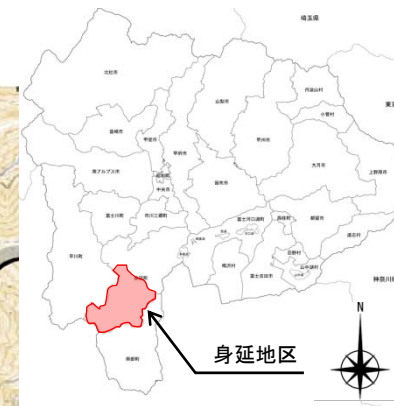 埼玉県
北杜市
丹波山村
山梨市
小菅村
甲州市
韮崎市
甲斐市
甲府市
大月市
昭和町
上野原市
南アルプス市
中央市
笛吹市
富士川町
市川三郷町
富士河口湖町
西桂町
都留市
道志村
早川町
忍野村
山中湖村
鳴沢村
富士吉田市
神奈川県
南部町
N
身延地区